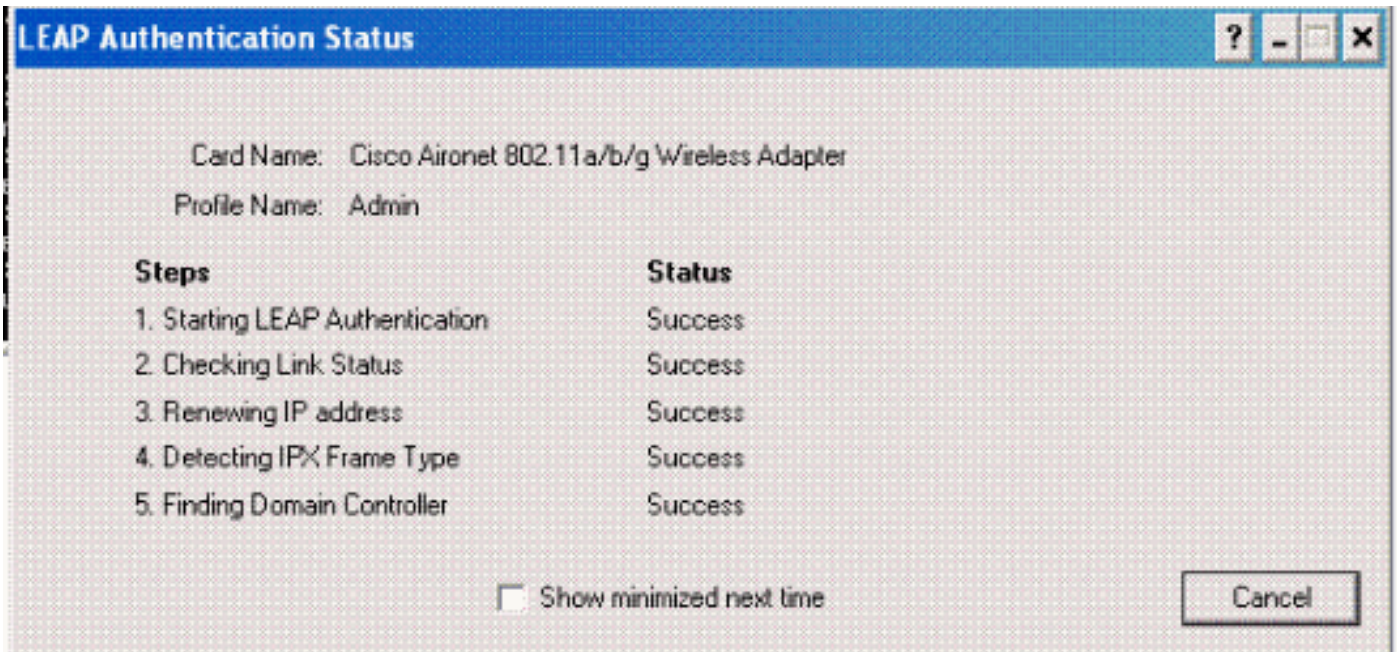 LEAP Authentication Status
Card Name: Cisco Aironet 802.11a/b/g Wireless Adapter
Profile Name: Admin
Steps Status
1. Starting LEAP Authentication Success
2. Checking Link Status Success
3. Renewing IP address Success
4. Detecting IPX Frame Type Success
5. Finding Domain Controller Success
Show minimized next time Cancel